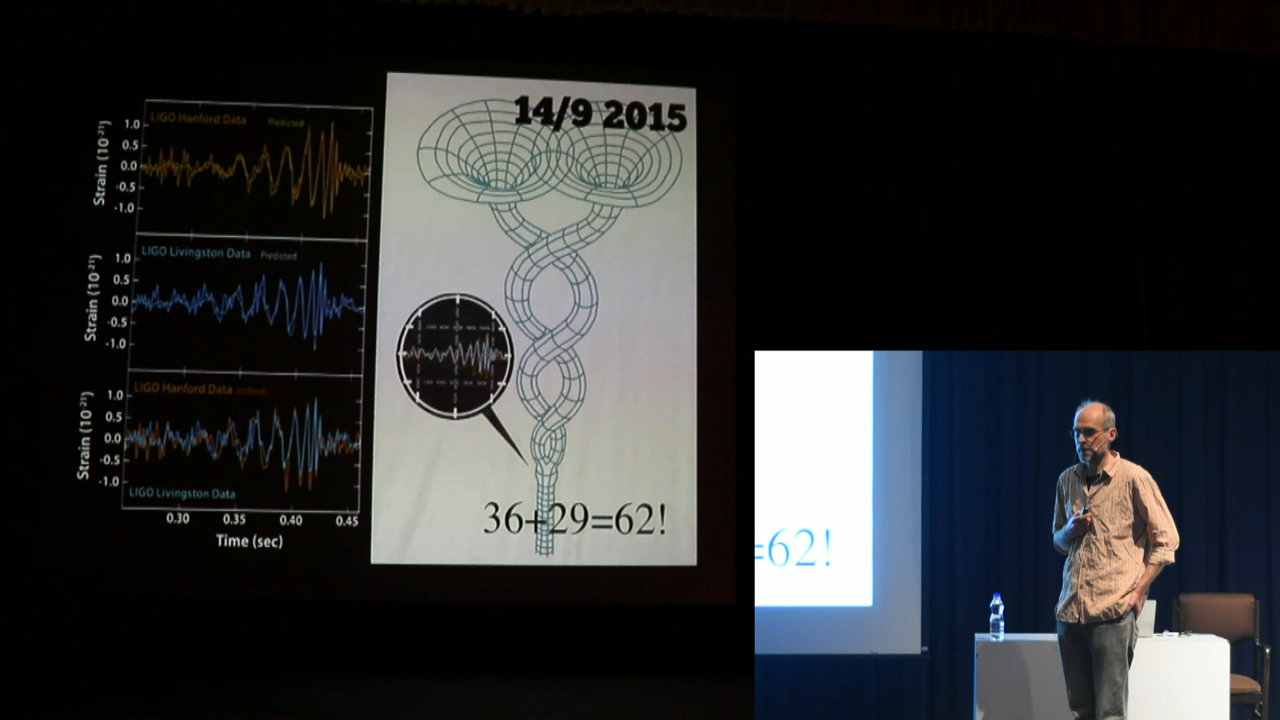 LIGO Hanford Data Predicted
1.0
0.5
0.0
-0.5
-1.0
Strain (10⁻²¹)
LIGO Livingston Data Predicted
1.0
0.5
0.0
-0.5
-1.0
Strain (10⁻²¹)
LIGO Hanford Data
1.0
0.5
0.0
-0.5
-1.0
Strain (10⁻²¹)
LIGO Livingston Data
0.30 0.35 0.40 0.45
Time (sec)
14/9 2015
36+29=62!
=62!